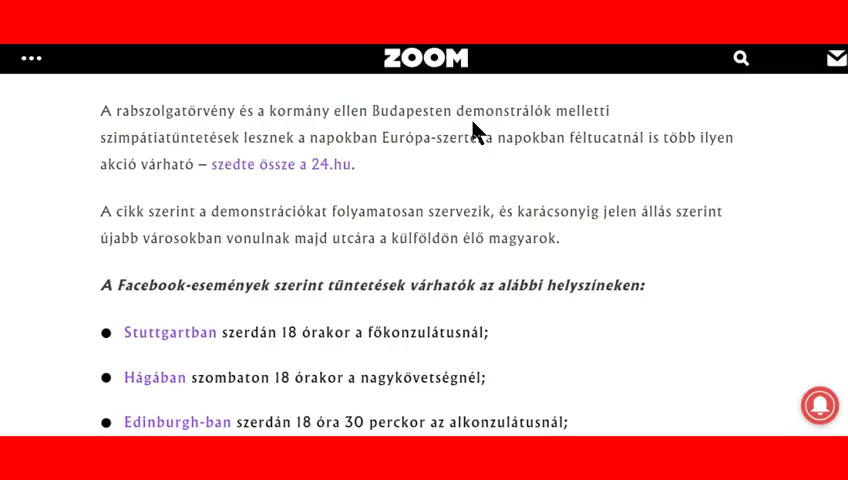 ZOOM
A rabszolgatörvény és a kormány ellen Budapesten demonstrálók melletti
szimpátiatüntetések lesznek a napokban Európa-szerte, a napokban féltucatnál is több ilyen
akció várható – szedte össze a 24.hu.
A cikk szerint a demonstrációkat folyamatosan szervezik, és karácsonyig jelen állás szerint
újabb városokban vonulnak majd utcára a külföldön élő magyarok.
A Facebook-események szerint tüntetések várhatók az alábbi helyszíneken:
● Stuttgartban szerdán 18 órakor a főkonzulátusnál;
● Hágában szombaton 18 órakor a nagykövetségnél;
● Edinburgh-ban szerdán 18 óra 30 perckor az alkonzulátusnál;